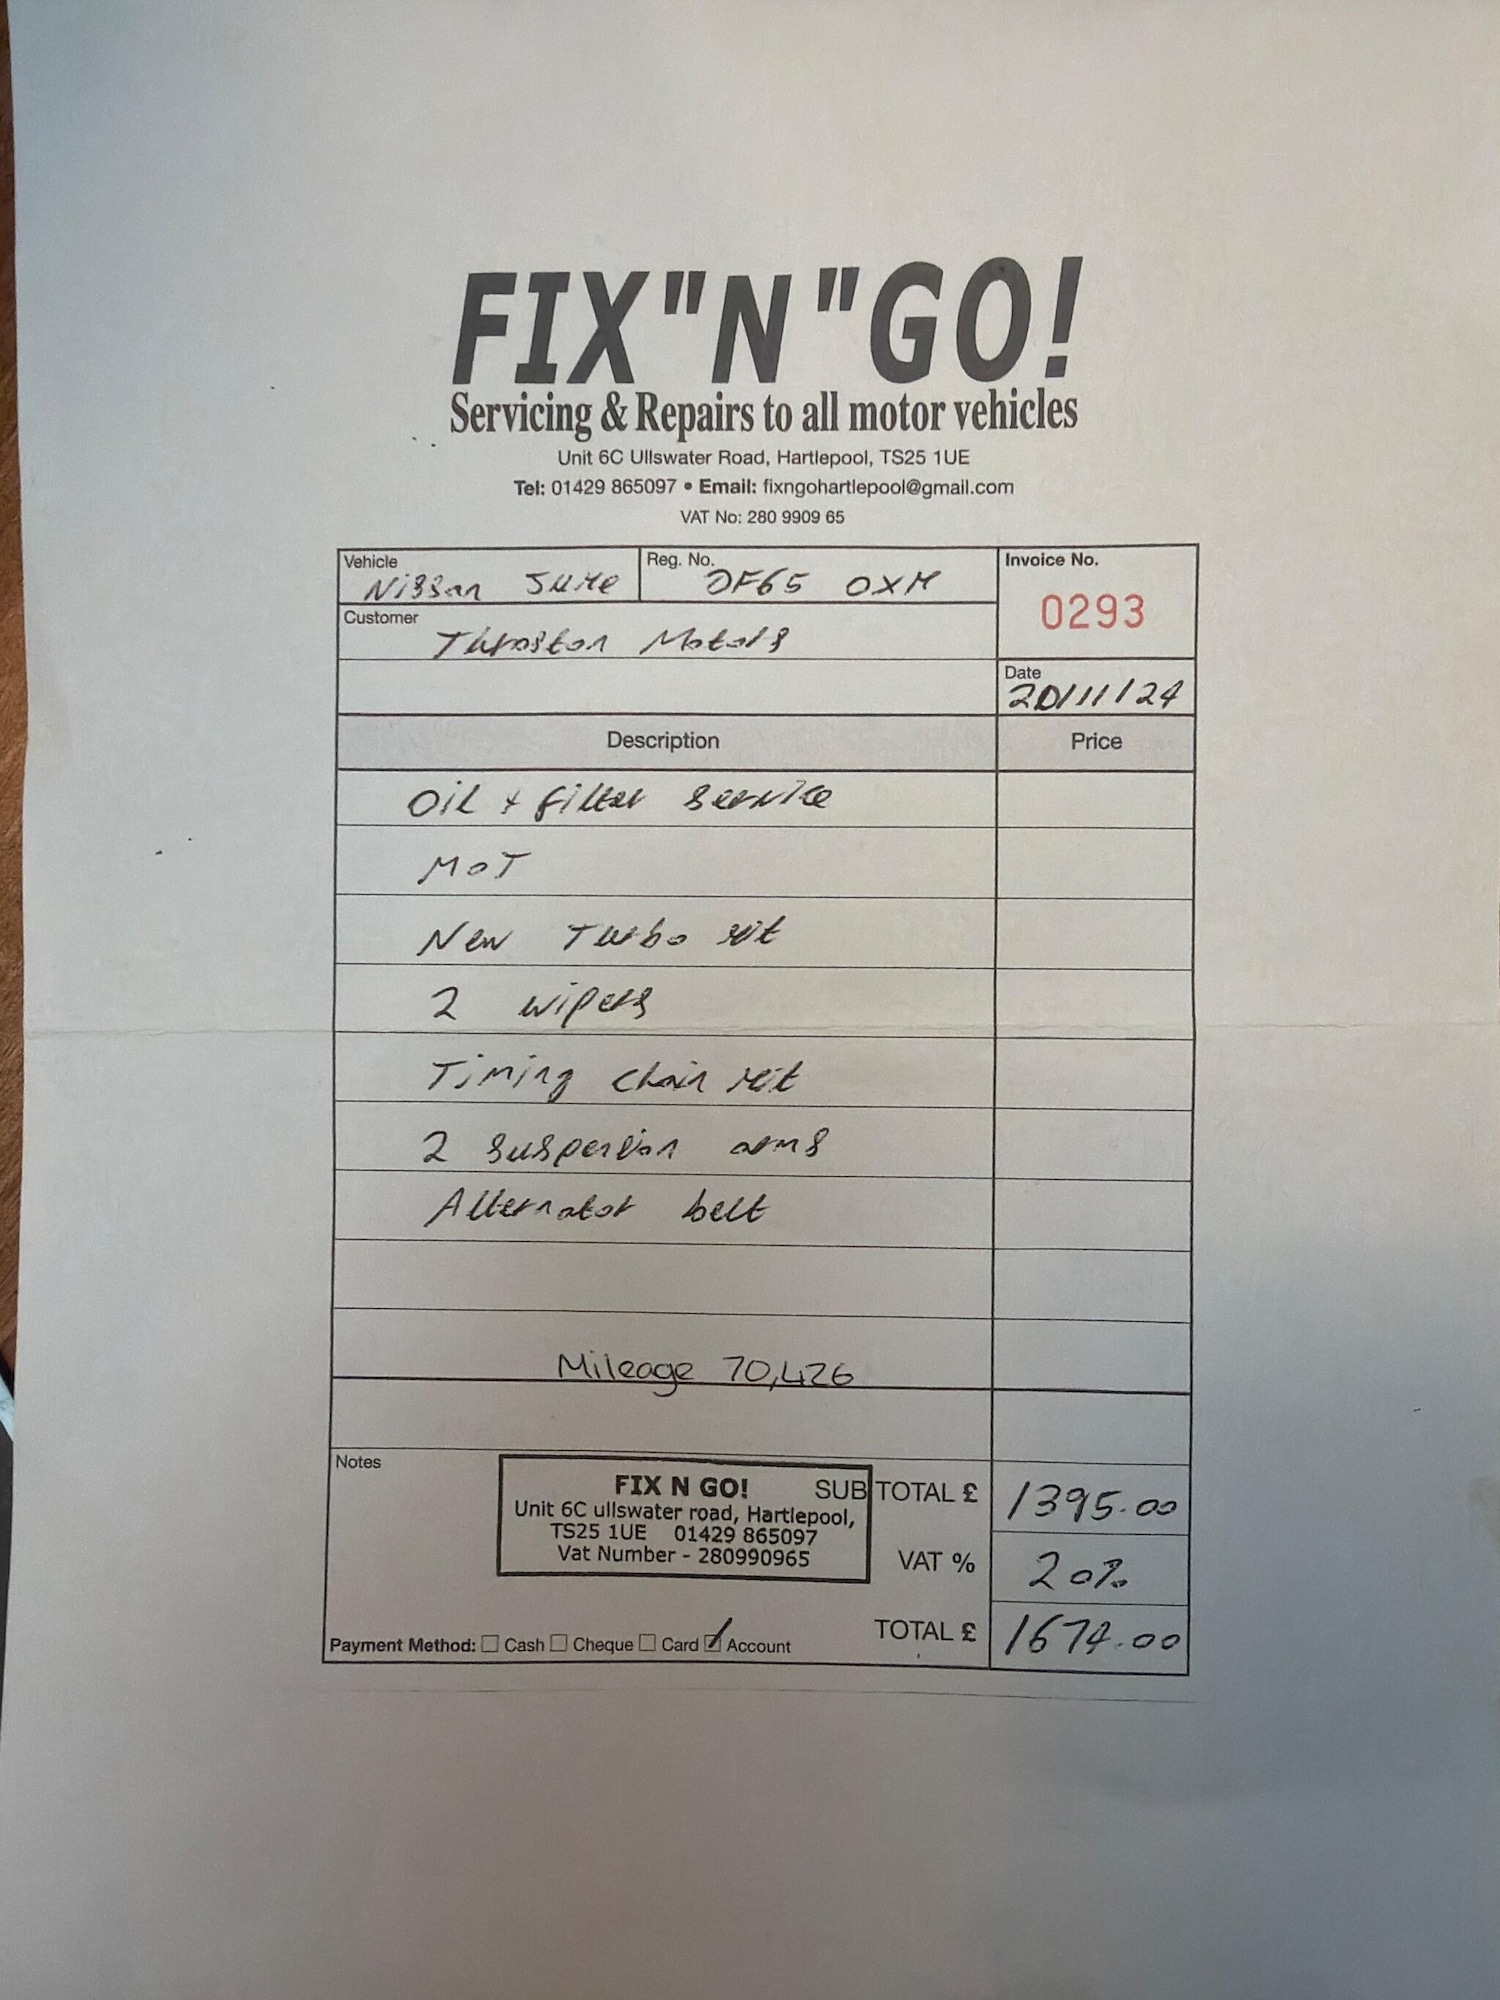 FIX"N"GO!
Servicing & Repairs to all motor vehicles
Unit 6C Ullswater Road, Hartlepool, TS25 1UE
Tel: 01429 865097 • Email: fixngohartlepool@gmail.com
VAT No: 280 9909 65
Vehicle Nissan Juke Reg. No. DF65 OXM Invoice No.
0293
Customer Thurston Motors
Date
20/11/24
Description Price
Oil + filter service
MOT
New Turbo kit
2 wipers
Timing chain kit
2 suspension arms
Alternator belt
Mileage 70,426
Notes
FIX N GO!
Unit 6C ullswater road, Hartlepool,
TS25 1UE 01429 865097
Vat Number - 280990965
SUB TOTAL £ 1395.00
VAT % 20%
TOTAL £ 1674.00
Payment Method: Cash Cheque Card Account